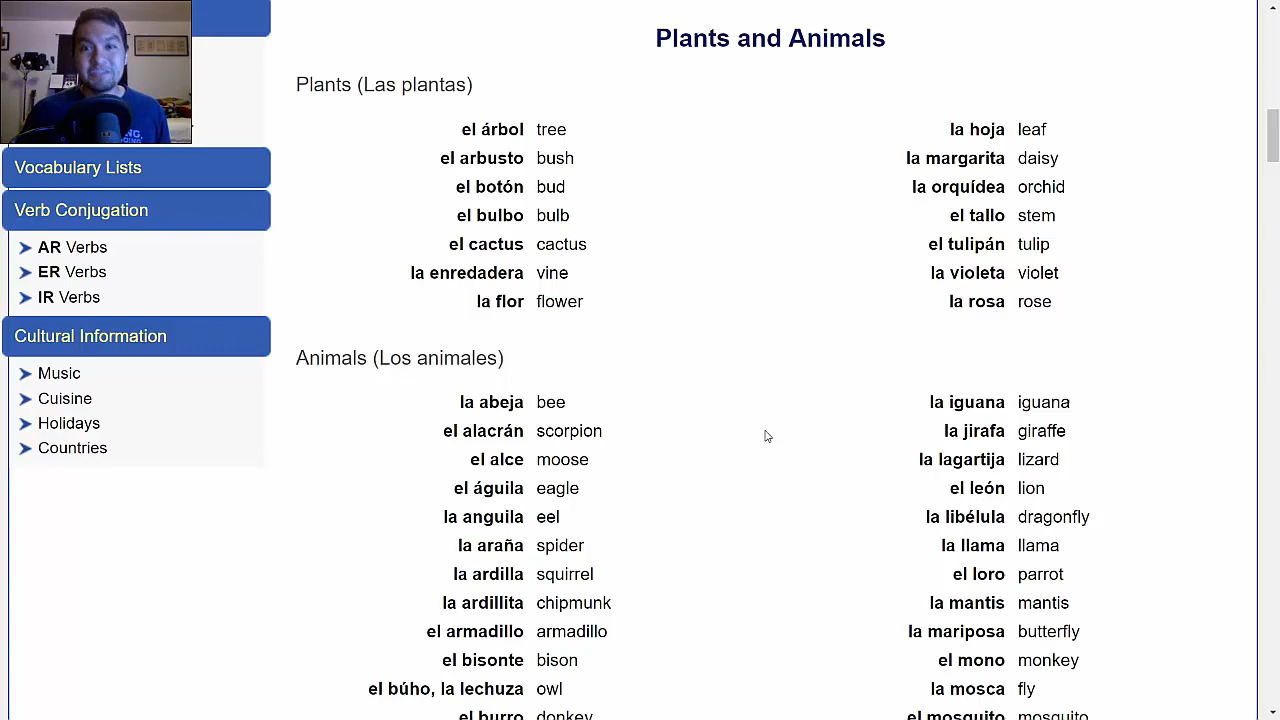 Plants and Animals
Vocabulary Lists
Verb Conjugation
AR Verbs
ER Verbs
IR Verbs
Cultural Information
Music
Cuisine
Holidays
Countries
Plants (Las plantas)
el árbol tree
el arbusto bush
el botón bud
el bulbo bulb
el cactus cactus
la enredadera vine
la flor flower
la hoja leaf
la margarita daisy
la orquídea orchid
el tallo stem
el tulipán tulip
la violeta violet
la rosa rose
Animals (Los animales)
la abeja bee
el alacrán scorpion
el alce moose
el águila eagle
la anguila eel
la araña spider
la ardilla squirrel
la ardillita chipmunk
el armadillo armadillo
el bisonte bison
el búho, la lechuza owl
el burro donkey
la iguana iguana
la jirafa giraffe
la lagartija lizard
el león lion
la libélula dragonfly
la llama llama
el loro parrot
la mantis mantis
la mariposa butterfly
el mono monkey
la mosca fly
el mosquito mosquito